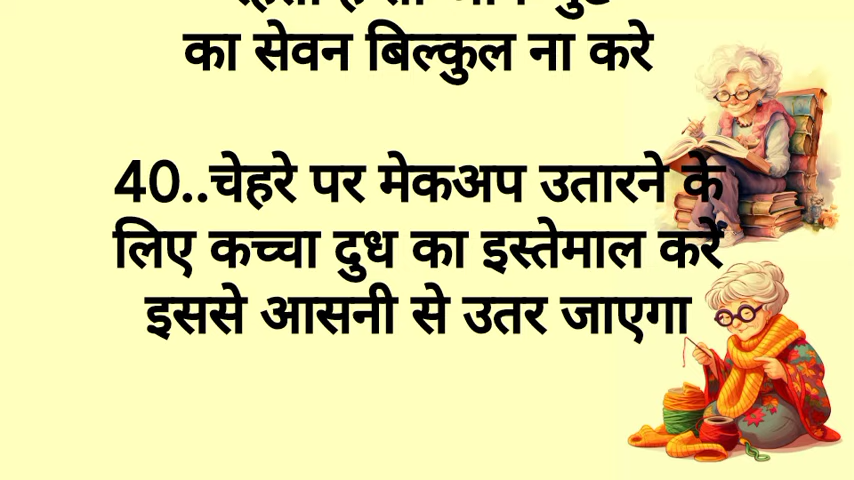 का सेवन बिल्कुल ना करे
40..चेहरे पर मेकअप उतारने के
लिए कच्चा दुध का इस्तेमाल करें
इससे आसनी से उतर जाएगा